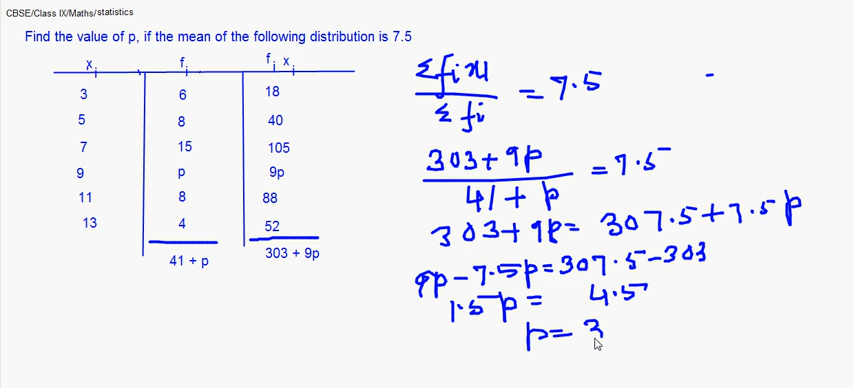 CBSE/Class IX/Maths/statistics
Find the value of p, if the mean of the following distribution is 7.5
xi fi fi xi
3 6 18
5 8 40
7 15 105
9 p 9p
11 8 88
13 4 52
41 + p 303 + 9p
Σfixi / Σfi = 7.5
303+9p / 41+p = 7.5
303+9p = 307.5+7.5p
9p-7.5p=307.5-303
1.5p = 4.5
p= 3